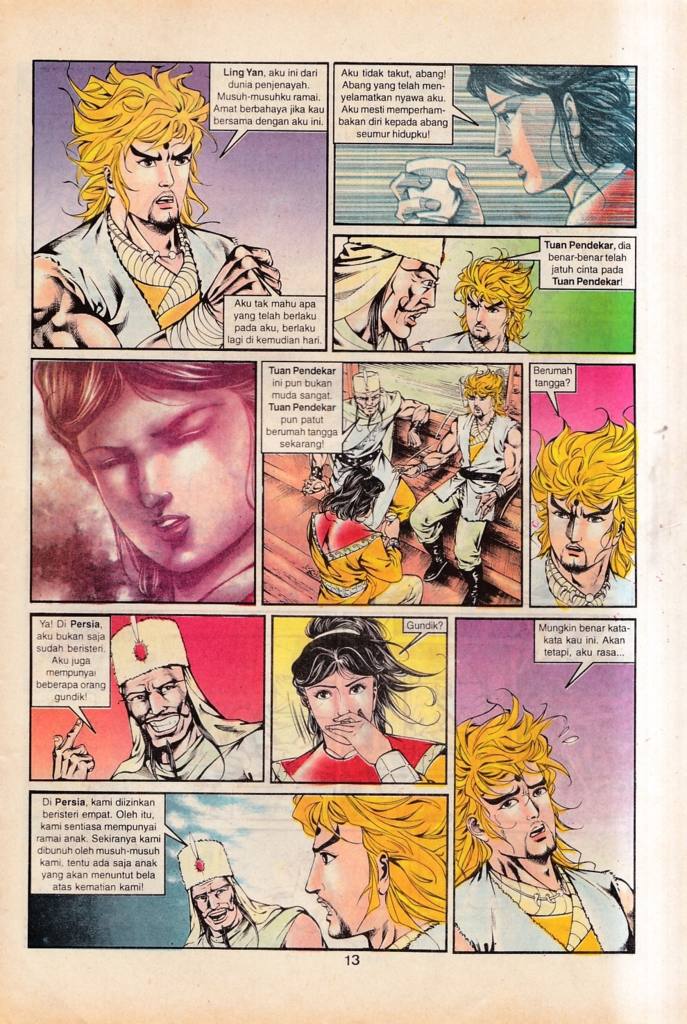 Ling Yan, aku ini dari
dunia penjenayah.
Musuh-musuhku ramai.
Amat berbahaya jika kau
bersama dengan aku ini.
Aku tak mahu apa
yang telah berlaku
pada aku, berlaku
lagi di kemudian hari.
Aku tidak takut, abang!
Abang yang telah men-
yelamatkan nyawa aku.
Aku mesti memperham-
bakan diri kepada abang
seumur hidupku!
Tuan Pendekar, dia
benar-benar telah
jatuh cinta pada
Tuan Pendekar!
Tuan Pendekar
ini pun bukan
muda sangat.
Tuan Pendekar
pun patut
berumah tangga
sekarang!
Berumah
tangga?
Ya! Di Persia,
aku bukan saja
sudah beristeri.
Aku juga
mempunyai
beberapa orang
gundik!
Gundik?
Mungkin benar kata-
kata kau ini. Akan
tetapi, aku rasa...
Di Persia, kami diizinkan
beristeri empat. Oleh itu,
kami sentiasa mempunyai
ramai anak. Sekiranya kami
dibunuh oleh musuh-musuh
kami, tentu ada saja anak
yang akan menuntut bela
atas kematian kami!
13